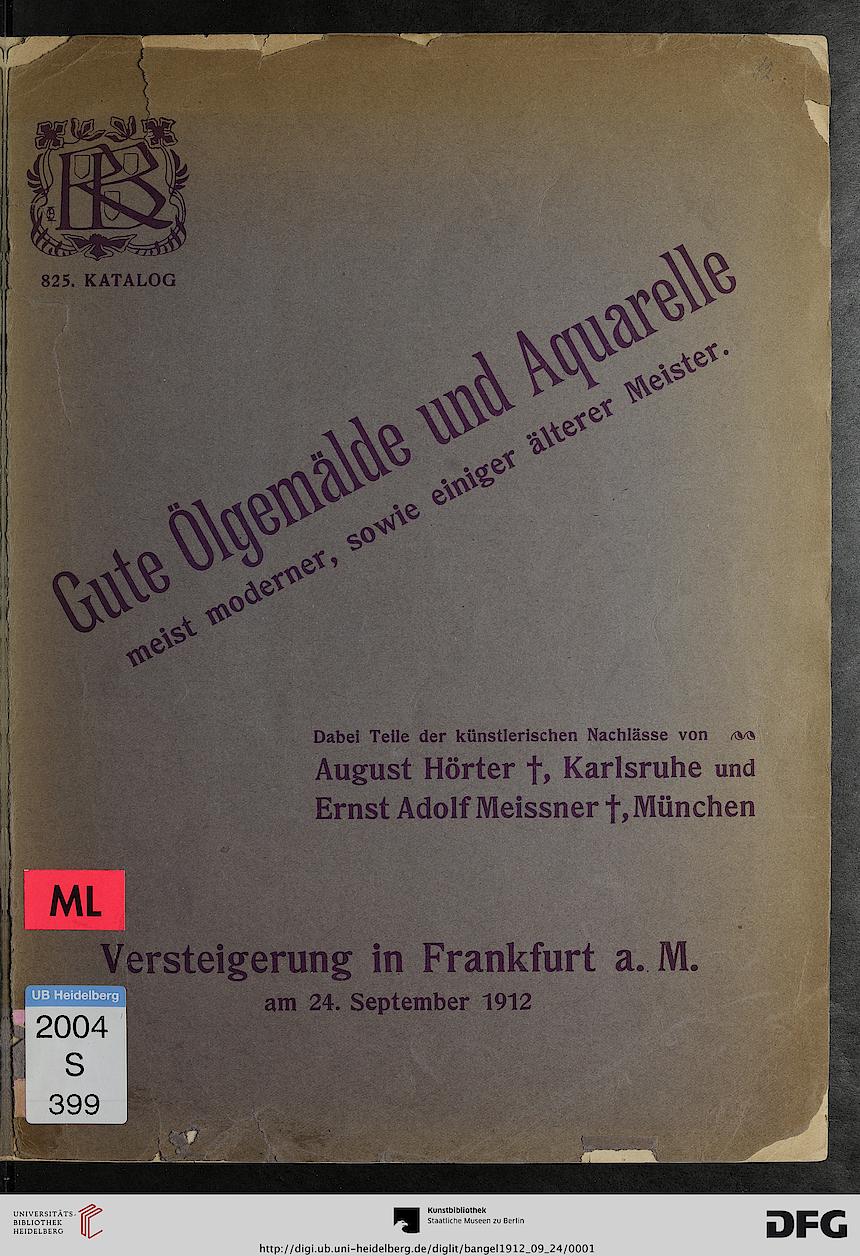 825. KATALOG
Gute Ölgemälde und Aquarelle
meist moderner, sowie einiger älterer Meister.
Dabei Teile der künstlerischen Nachlässe von
August Hörter †, Karlsruhe und
Ernst Adolf Meissner †, München
ML
Versteigerung in Frankfurt a. M.
am 24. September 1912
UB Heidelberg
2004
S
399
UNIVERSITÄTS-
BIBLIOTHEK
HEIDELBERG
Kunstbibliothek
Staatliche Museen zu Berlin
DFG
http://digi.ub.uni-heidelberg.de/diglit/bangel1912_09_24/0001